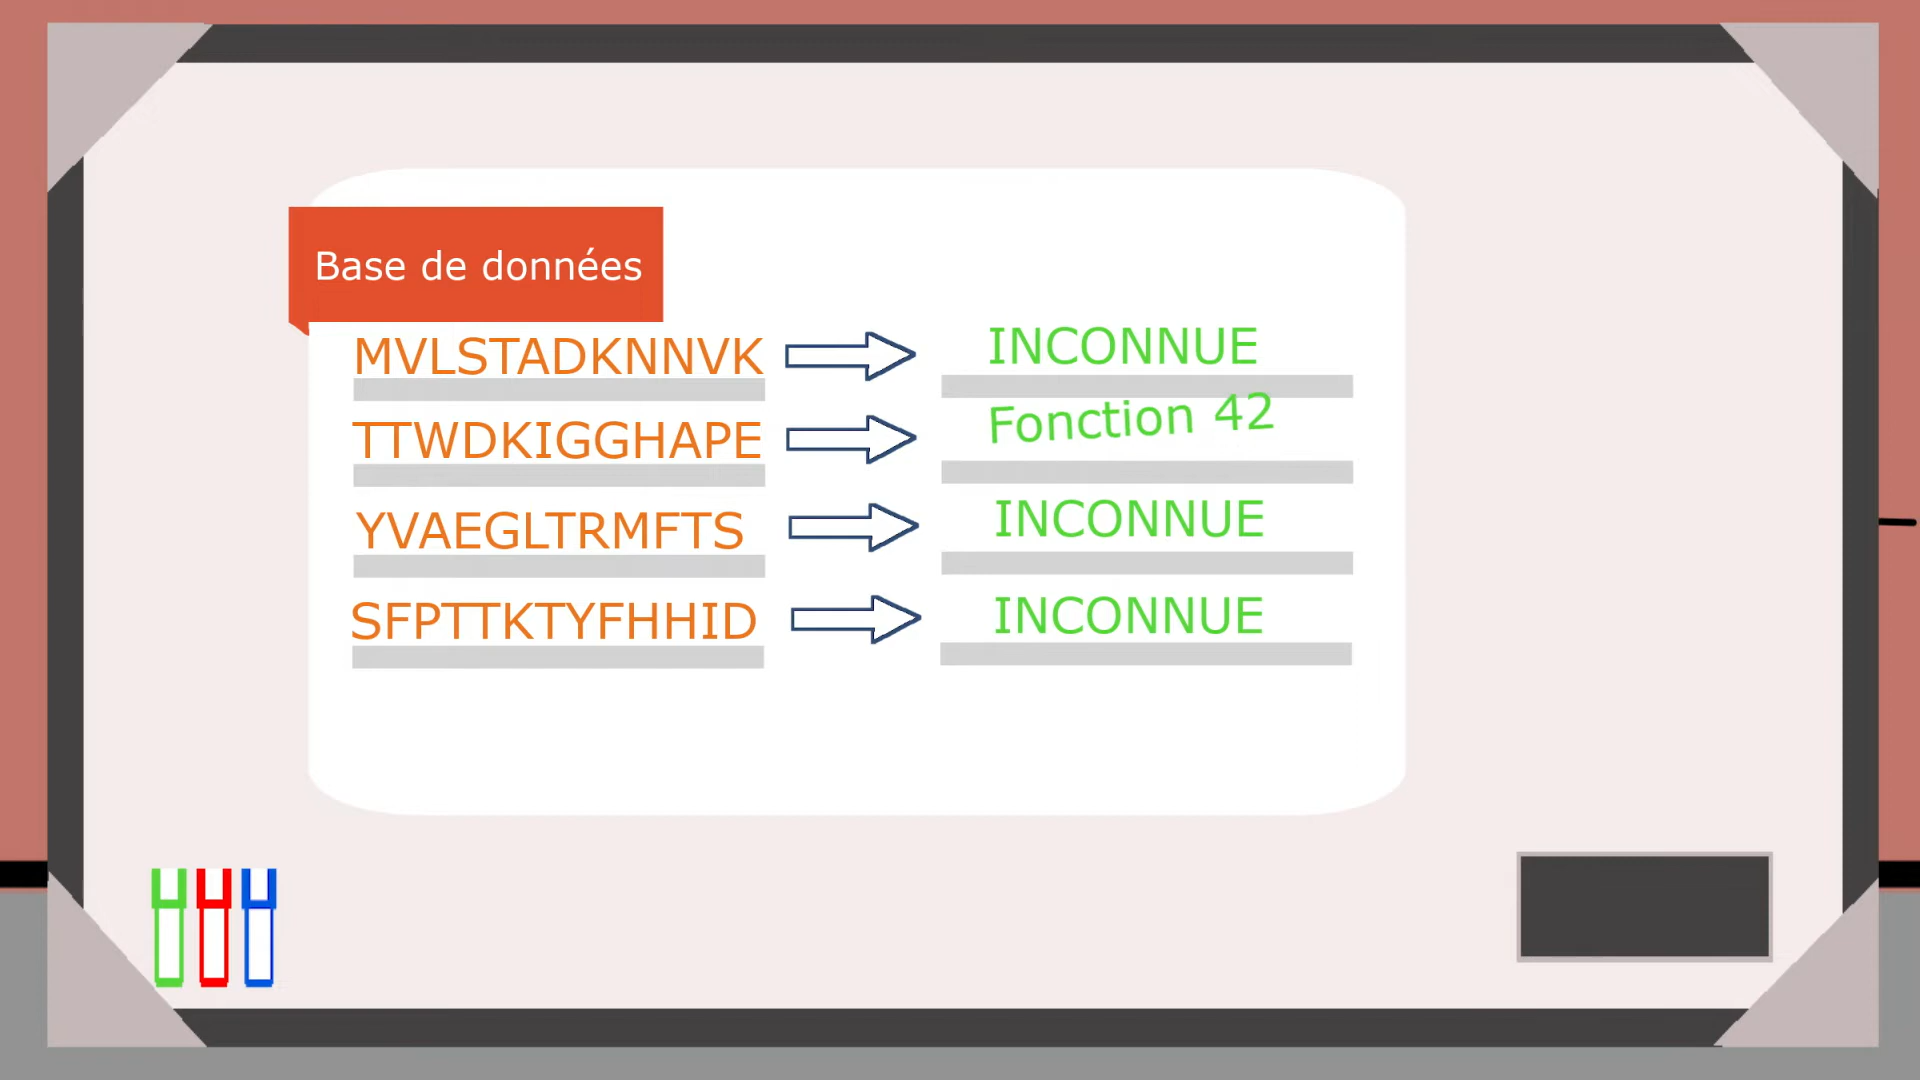 Base de données
MVLSTADKNNVK INCONNUE
TTWDKIGGHAPE Fonction 42
YVAEGLTRMFTS INCONNUE
SFPTTKTYFHHID INCONNUE